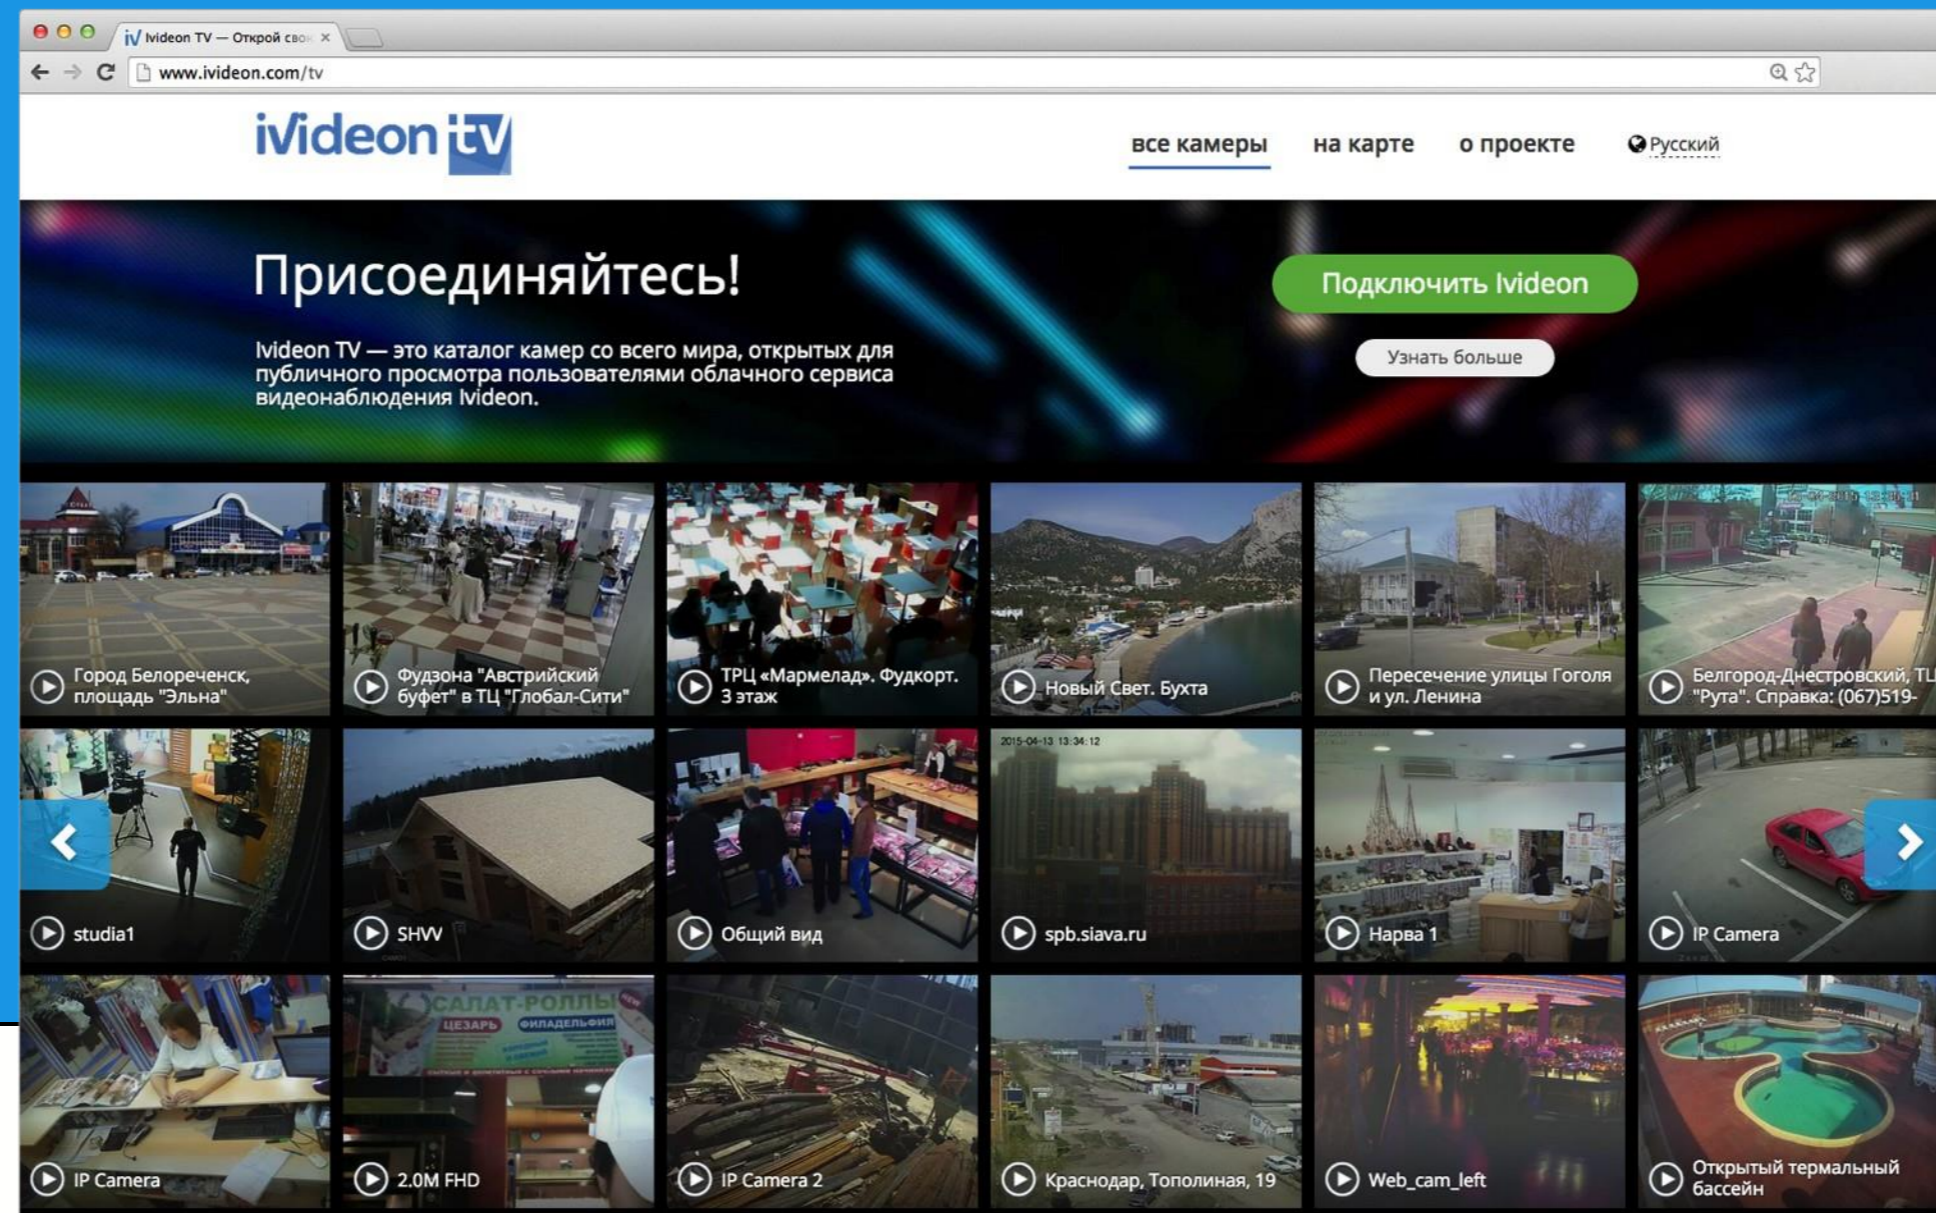 Ivideon TV — Открой свою
www.ivideon.com/tv
ivideon tv
все камеры
на карте
о проекте
Русский
Присоединяйтесь!
Подключить Ivideon
Ivideon TV — это каталог камер со всего мира, открытых для
публичного просмотра пользователями облачного сервиса
видеонаблюдения Ivideon.
Узнать больше
Город Белореченск,
площадь "Эльна"
Фудзона "Австрийский
буфет" в ТЦ "Глобал-Сити"
ТРЦ «Мармелад». Фудкорт.
3 этаж
Новый Свет. Бухта
Пересечение улицы Гоголя
и ул. Ленина
Белгород-Днестровский, ТЦ
"Рута". Справка: (067)519-
studia1
SHVV
Общий вид
2015-04-13 13:34:12
spb.slava.ru
Нарва 1
IP Camera
IP Camera
САЛАТ-РОЛЛЫ
ЦЕЗАРЬ
ФИЛАДЕЛЬФИЯ
2.0M FHD
IP Camera 2
Краснодар, Тополиная, 19
Web_cam_left
Открытый термальный
бассейн